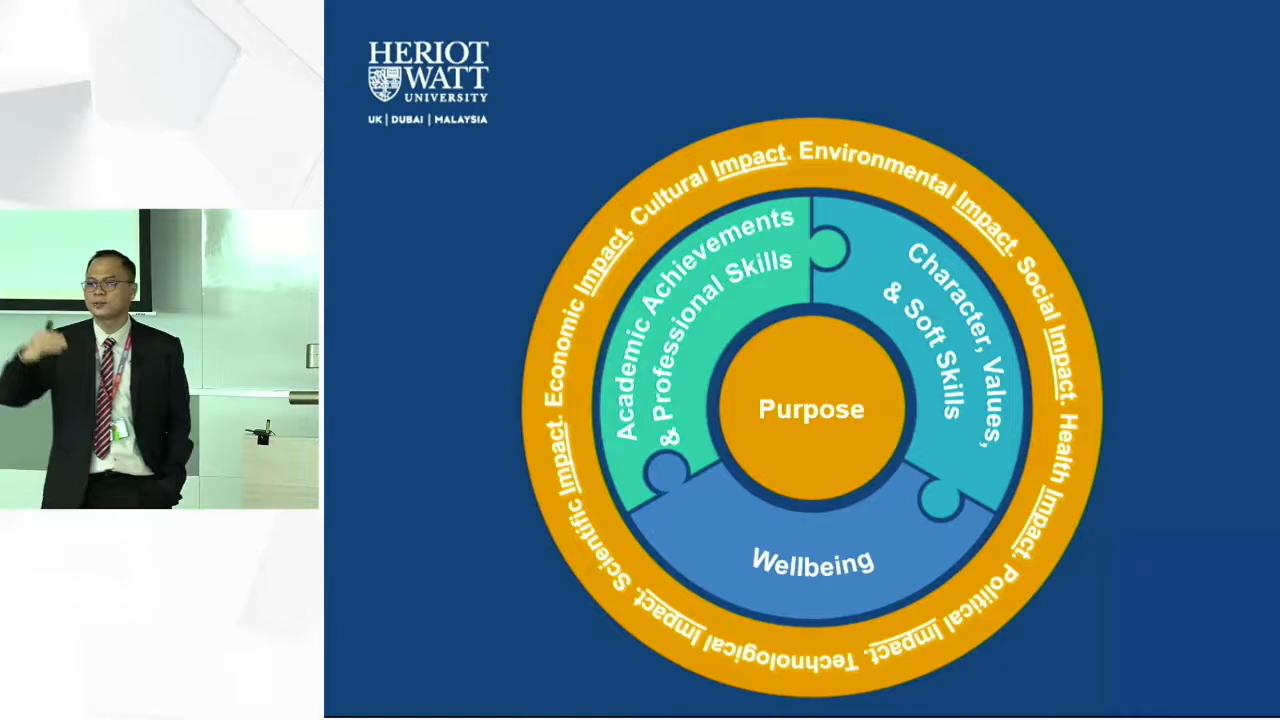 HERIOT
WATT
UNIVERSITY
UK | DUBAI | MALAYSIA
Cultural Impact. Environmental Impact. Social Impact. Health Impact. Political Impact. Technological Impact. Scientific Impact. Economic Impact.
Academic Achievements
& Professional Skills
Character, Values,
& Soft Skills
Purpose
Wellbeing